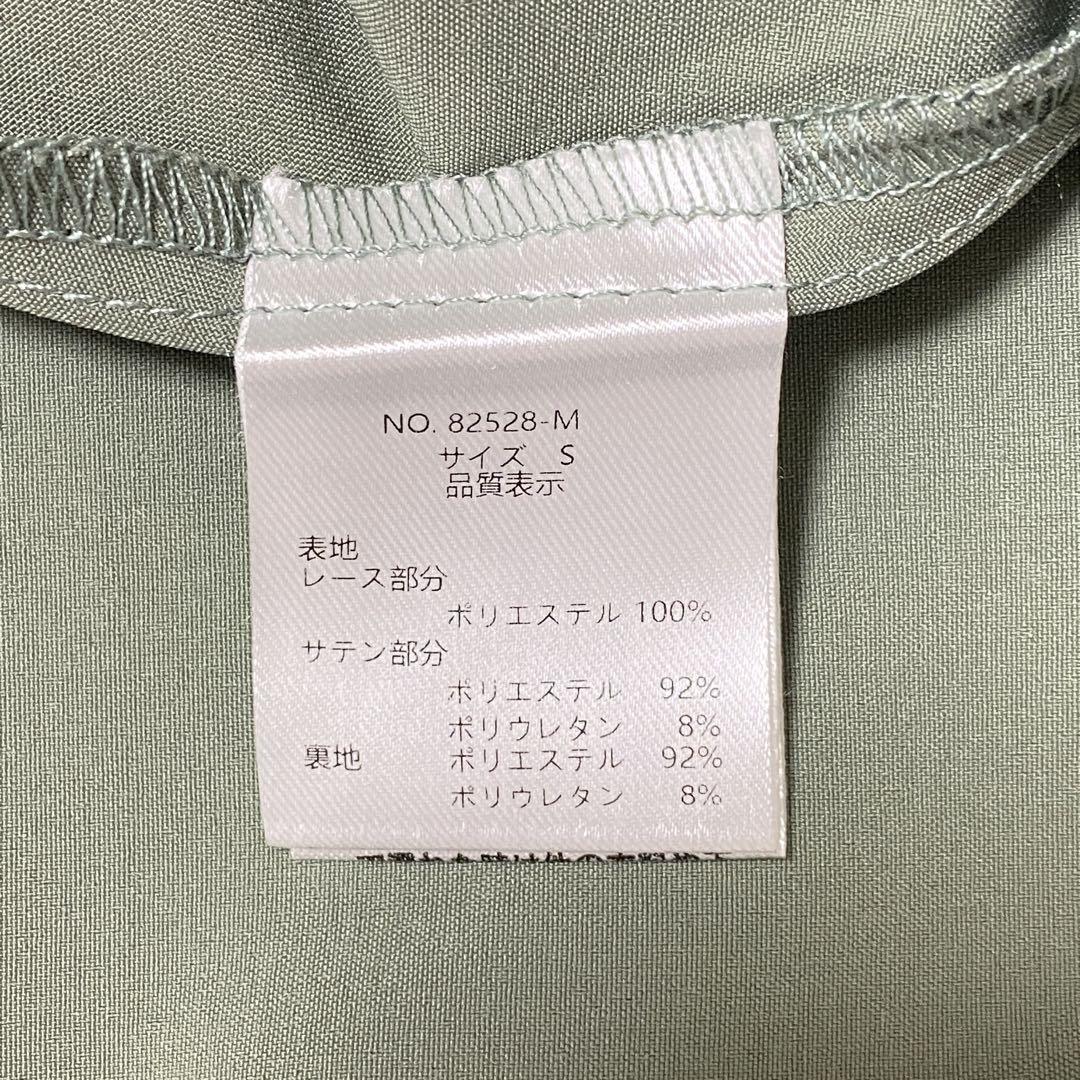 NO. 82528-M
サイズ S
品質表示
表地
レース部分
ポリエステル 100%
サテン部分
ポリエステル 92%
ポリウレタン 8%
裏地 ポリエステル 92%
ポリウレタン 8%